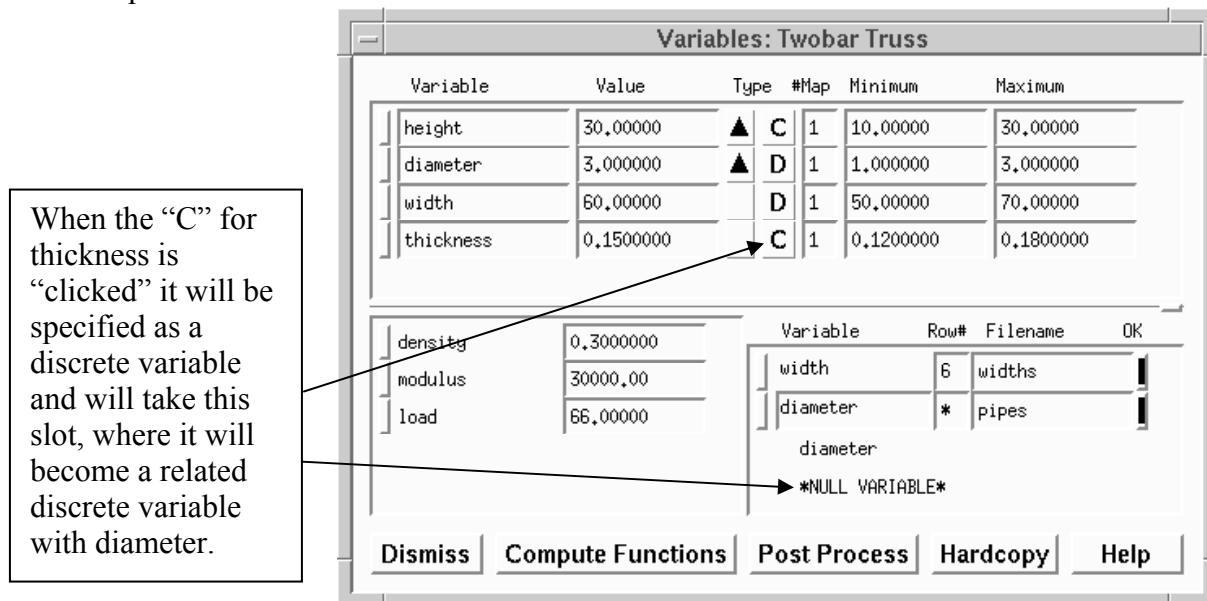 Variables: Twobar Truss
Variable Value Type #Map Minimum Maximum
height 30.00000 ▲ C 1 10.00000 30.00000
diameter 3.000000 ▲ D 1 1.000000 3.000000
width 60.00000 D 1 50.00000 70.00000
thickness 0.1500000 C 1 0.1200000 0.1800000
When the “C” for
thickness is
“clicked” it will be
specified as a
discrete variable
and will take this
slot, where it will
become a related
discrete variable
with diameter.
density 0.3000000
modulus 30000.00
load 66.00000
Variable Row# Filename OK
width 6 widths
diameter * pipes
diameter
*NULL VARIABLE*
Dismiss Compute Functions Post Process Hardcopy Help